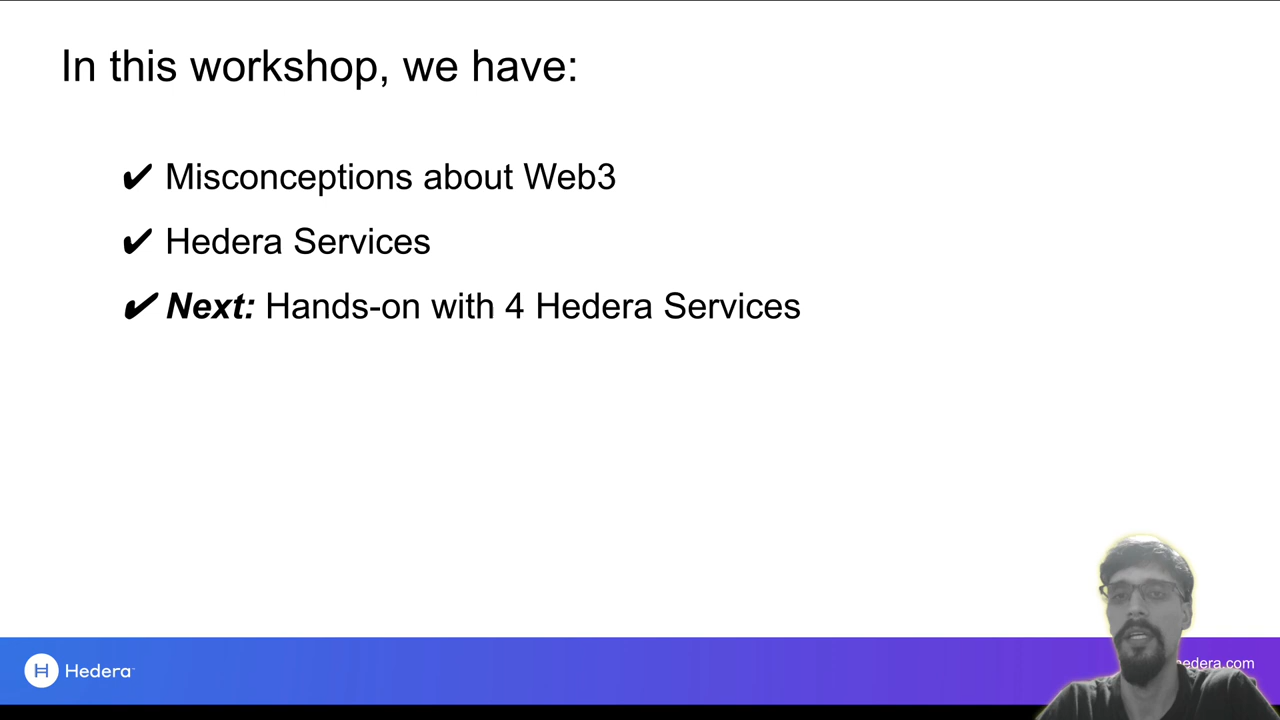 In this workshop, we have:
✔ Misconceptions about Web3
✔ Hedera Services
✔ Next: Hands-on with 4 Hedera Services
Hedera
hedera.com